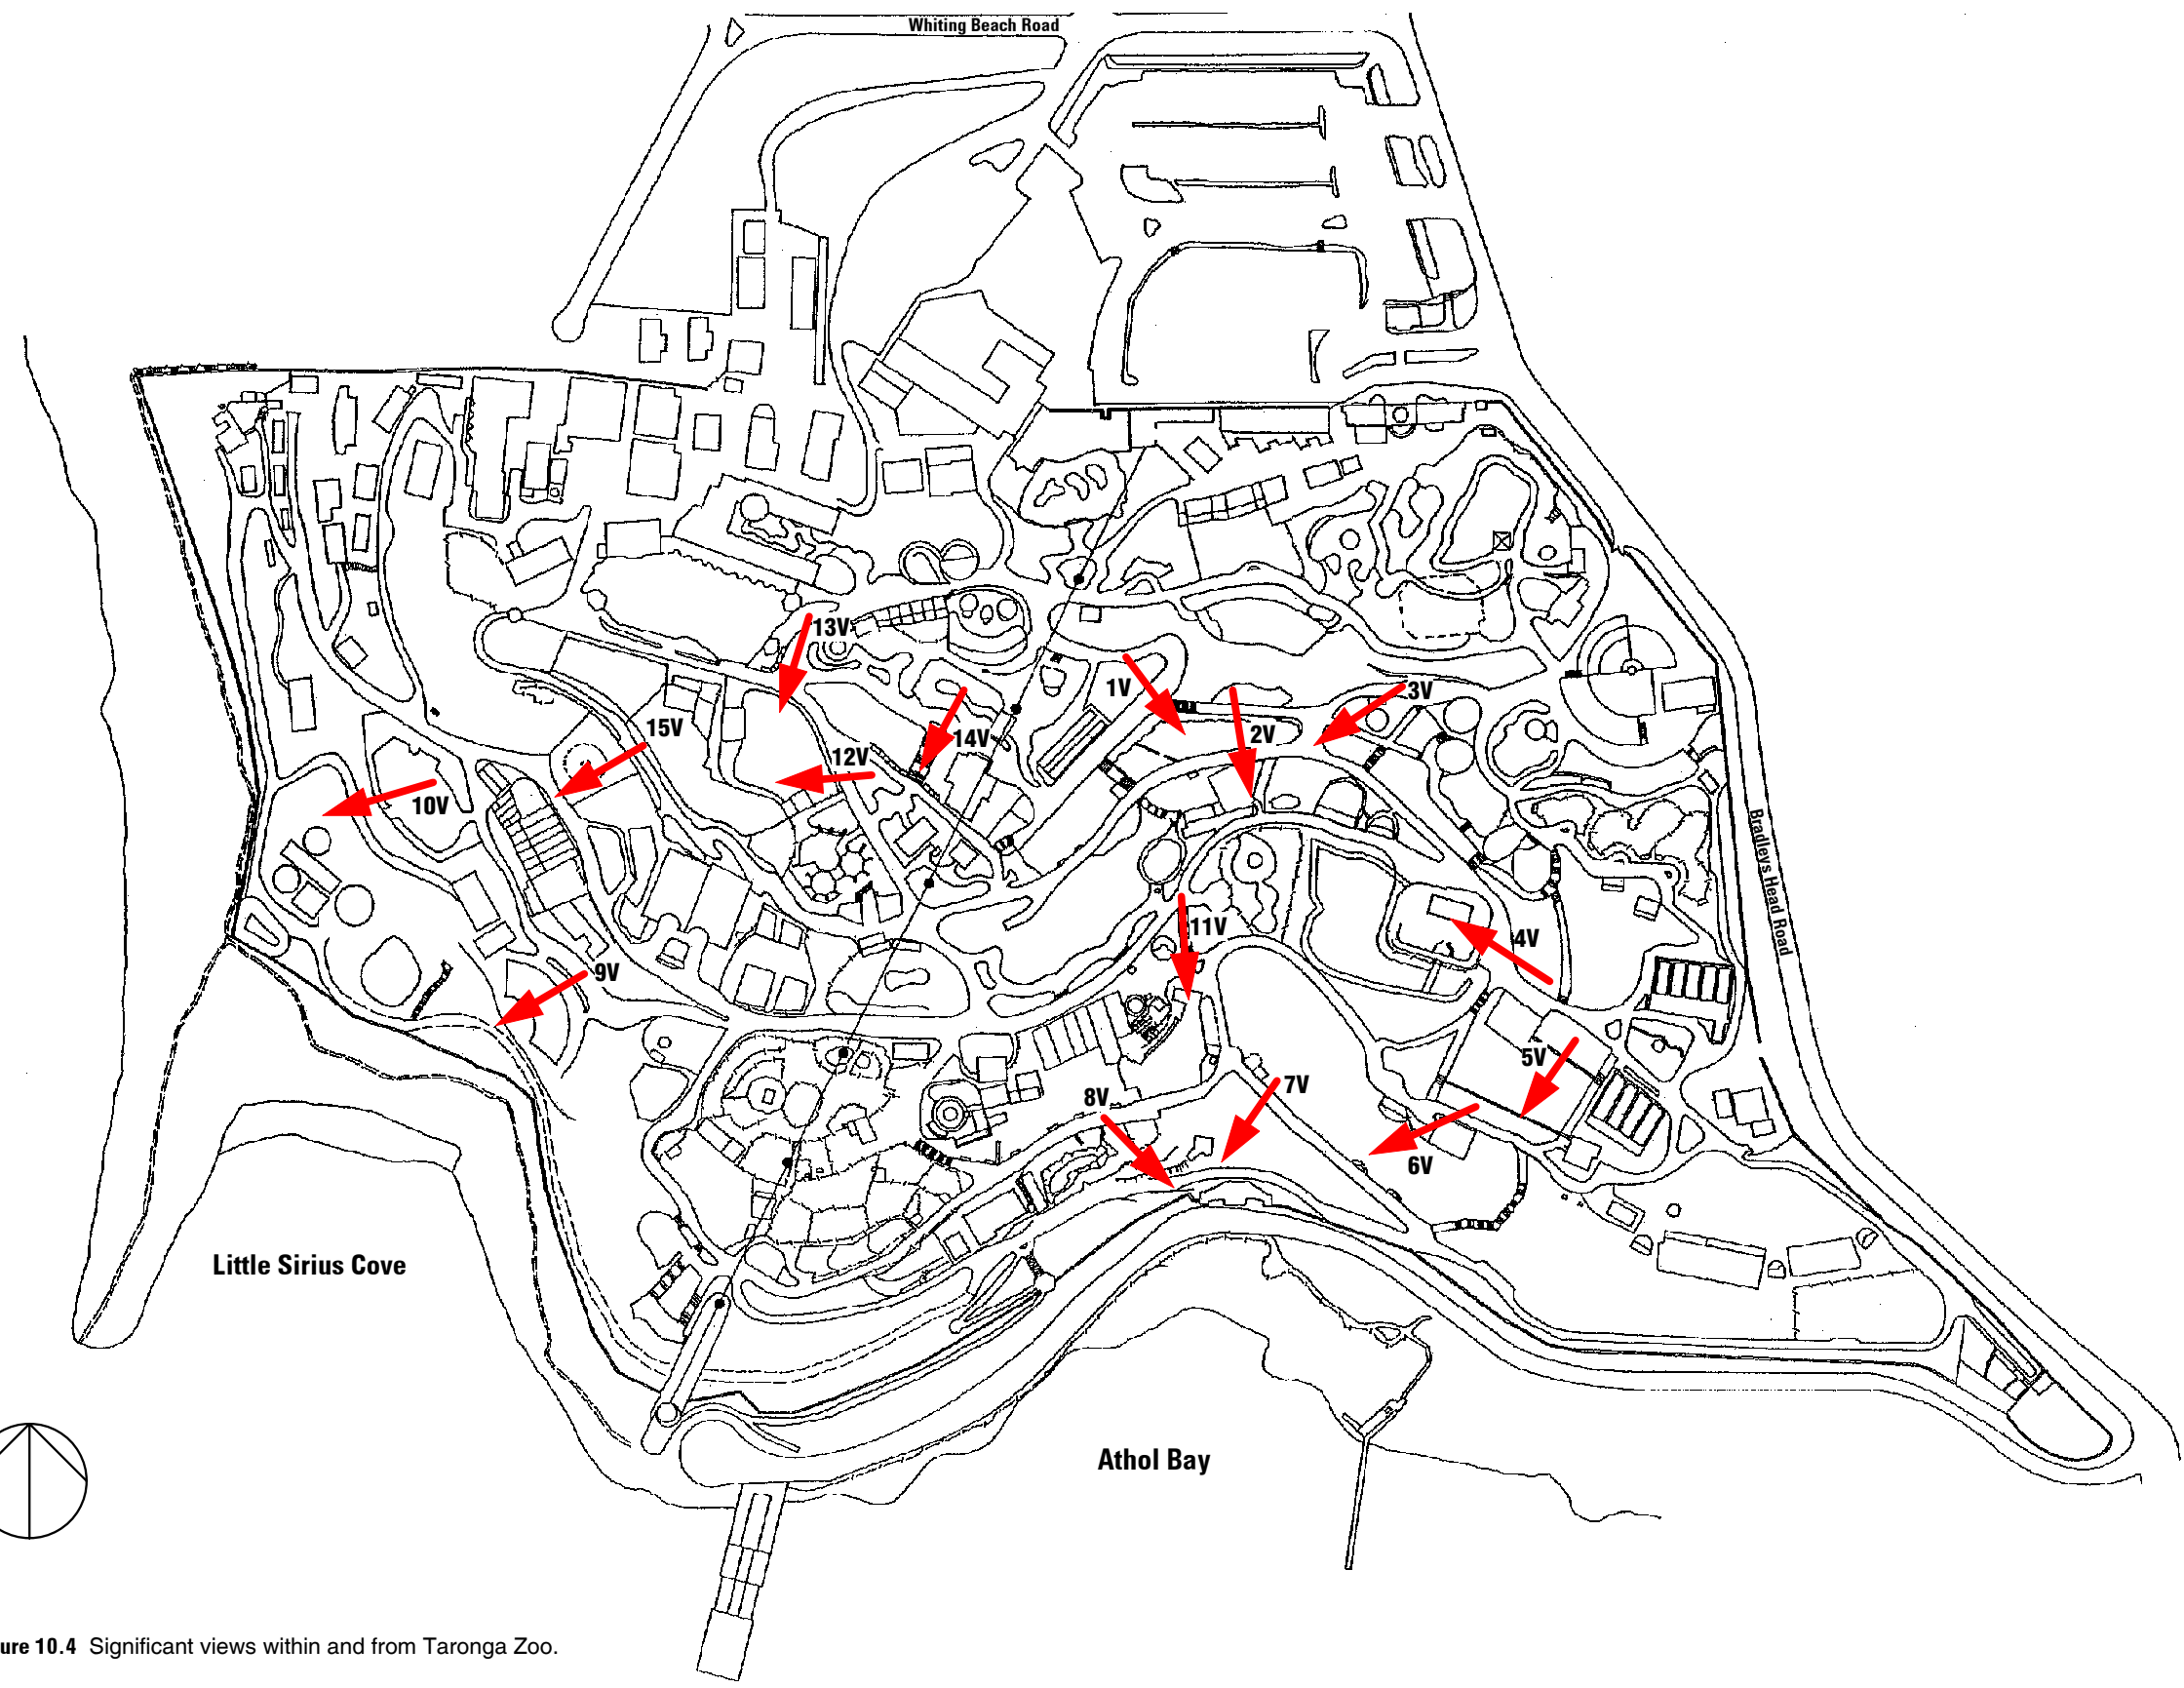 Whiting Beach Road
13V
1V
3V
15V
2V
14V
12V
10V
Bradleys Head Road
11V
4V
9V
5V
7V
8V
6V
Little Sirius Cove
Athol Bay
ure 10.4 Significant views within and from Taronga Zoo.